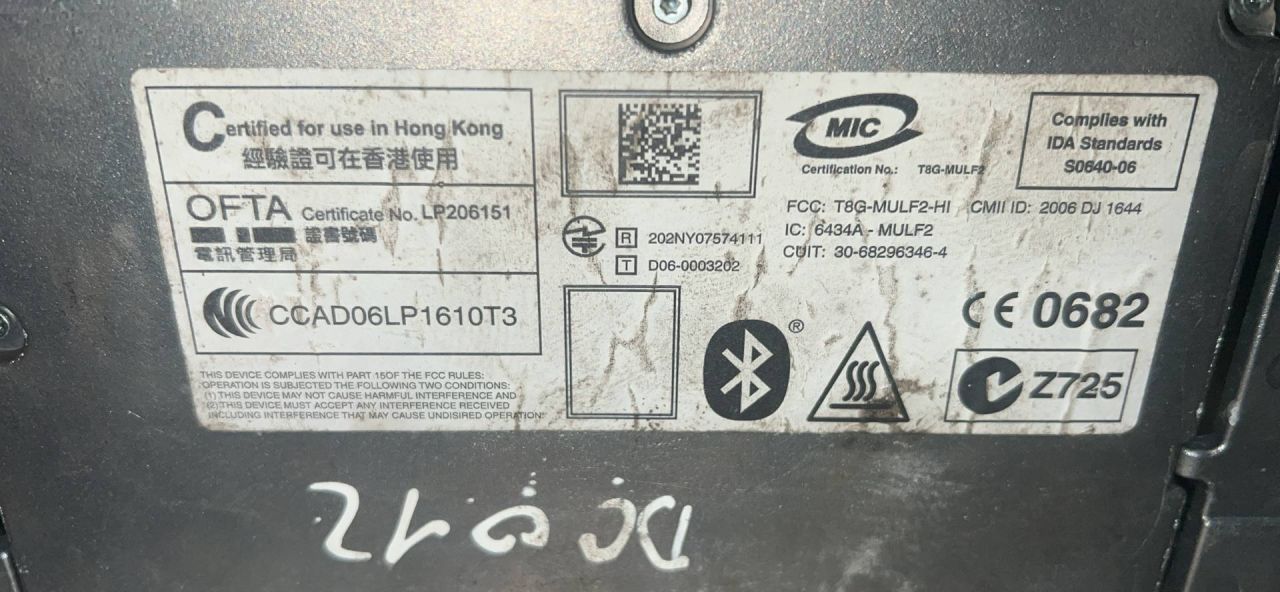 Certified for use in Hong Kong
經驗證可在香港使用
OFTA Certificate No. LP206151
證書號碼
電訊管理局
CCAD06LP1610T3
THIS DEVICE COMPLIES WITH PART 15OF THE FCC RULES:
OPERATION IS SUBJECTED THE FOLLOWING TWO CONDITIONS:
(1) THIS DEVICE MAY NOT CAUSE HARMFUL INTERFERENCE AND
(2)THIS DEVICE MUST ACCEPT ANY INTERFERENCE RECEIVED
INCLUDING INTERFERENCE THAT MAY CAUSE UNDISIRED OPERATION:
R 202NY07574111
T D06-0003202
MIC
Certification No.: T8G-MULF2
Complies with
IDA Standards
S0640-06
FCC: T8G-MULF2-HI CMII ID: 2006 DJ 1644
IC: 6434A - MULF2
CUIT: 30-68296346-4
®
CE 0682
Z725
DC012